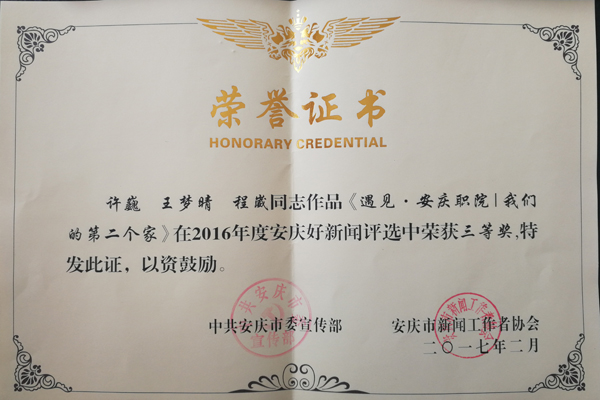 荣誉证书
HONORARY CREDENTIAL
许巍 王梦晴 程崴同志作品《遇见·安庆职院|我们
的第二个家》在2016年度安庆好新闻评选中荣获三等奖,特
发此证，以资鼓励。
中共安庆市委宣传部 安庆市新闻工作者协会
二〇一七年二月